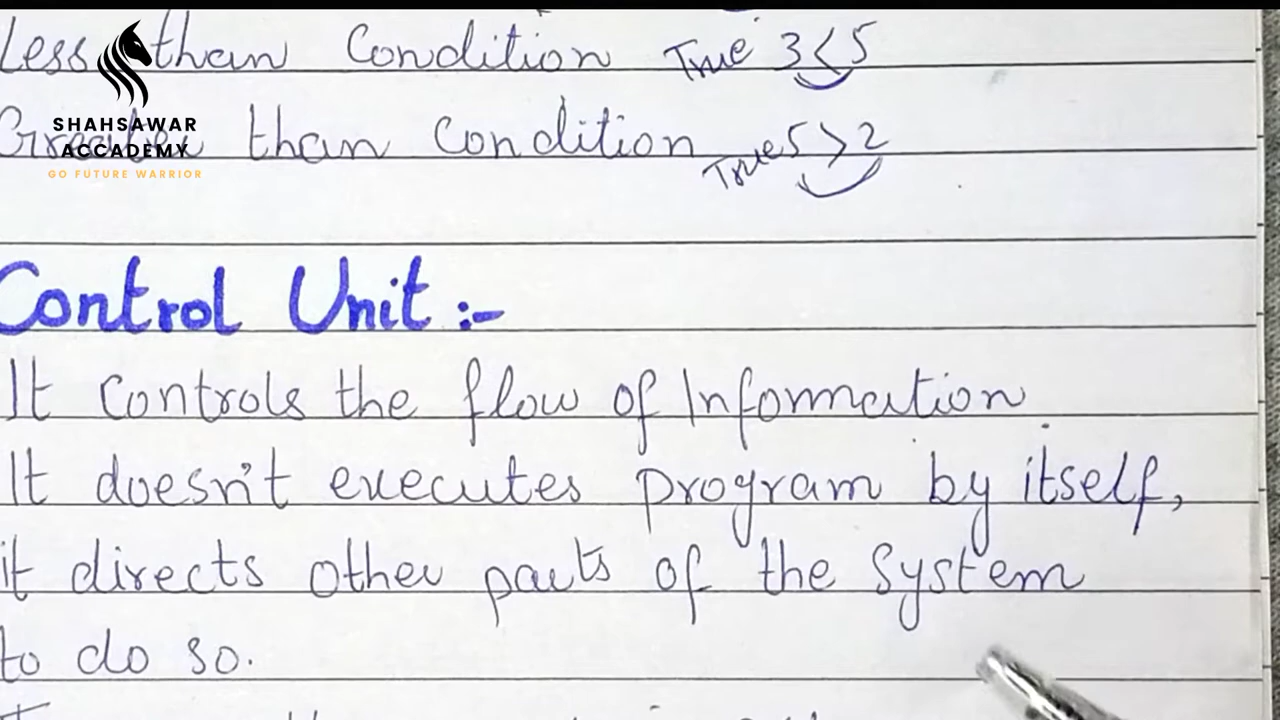 Less than Condition True 3<5
SHAHSAWAR
ACCADEMY
GO FUTURE WARRIOR
Greater than Condition True 5>2
Control Unit :-
It Controls the flow of Information
It doesn't executes program by itself,
it directs other parts of the System
to do so.